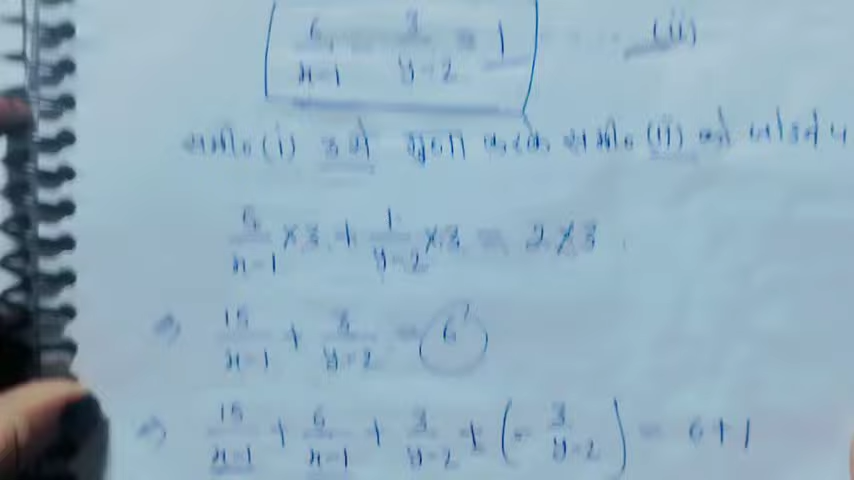 6/x-1 - 3/y-2 = 1 ... (ii)
समी० (i) को 3 से गुणा करके समी० (ii) को जोड़ने पर
5/x-1 ×3 + 1/y-2 ×3 = 2×3
⇒ 15/x-1 + 3/y-2 = 6
⇒ 15/x-1 + 6/x-1 + 3/y-2 + (- 3/y-2) = 6+1